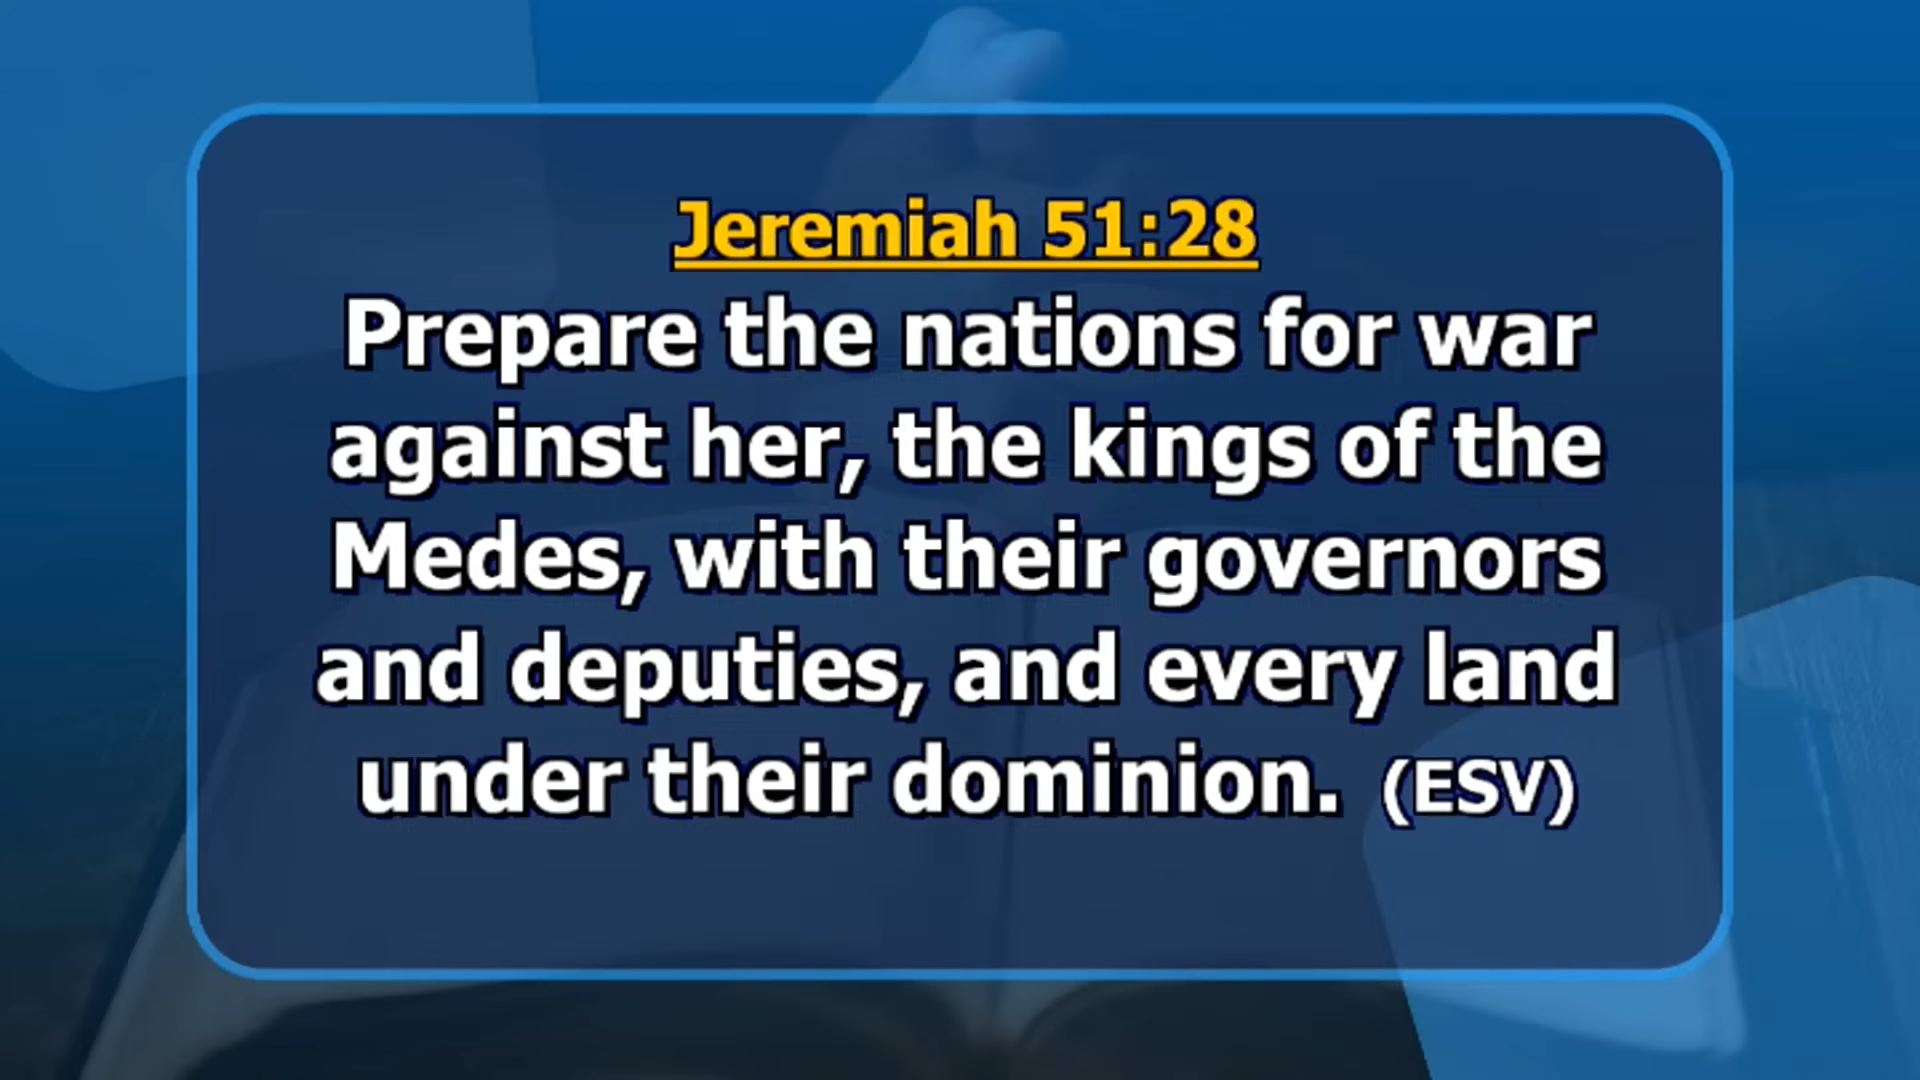 Jeremiah 51:28
Prepare the nations for war
against her, the kings of the
Medes, with their governors
and deputies, and every land
under their dominion. (ESV)